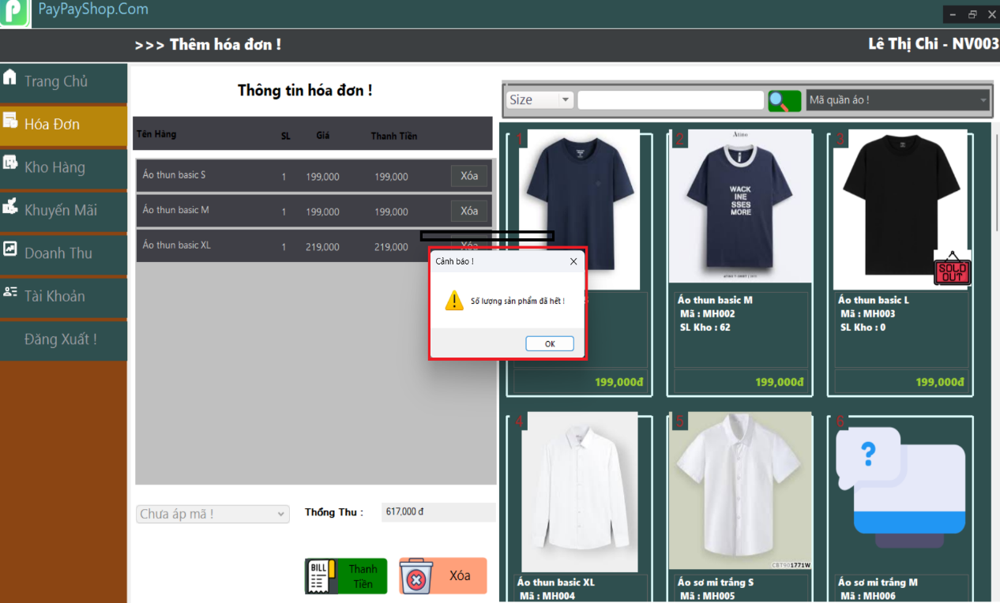 PayPayShop.Com
>>> Thêm hóa đơn !
Lê Thị Chi - NV003
Trang Chủ
Hóa Đơn
Kho Hàng
Khuyến Mãi
Doanh Thu
Tài Khoản
Đăng Xuất !
Thông tin hóa đơn !
Tên Hàng SL Giá Thanh Tiền
Áo thun basic S 1 199,000 199,000 Xóa
Áo thun basic M 1 199,000 199,000 Xóa
Áo thun basic XL 1 219,000 219,000 Xóa
Chưa áp mã !
Thổng Thu :
617,000 đ
BILL
Thanh
Tiền
Xóa
Cảnh báo !
Số lượng sản phẩm đã hết !
OK
Size
Mã quần áo !
1
199,000đ
2
Atino
WACK
INE
SSES
MORE
Áo thun basic M
Mã : MH002
SL Kho : 62
199,000đ
3
SOLD
OUT
Áo thun basic L
Mã : MH003
SL Kho : 0
199,000đ
4
Áo thun basic XL
Mã : MH004
5
CBT901771W
Áo sơ mi trắng S
Mã : MH005
6
?
Áo sơ mi trắng M
Mã : MH006